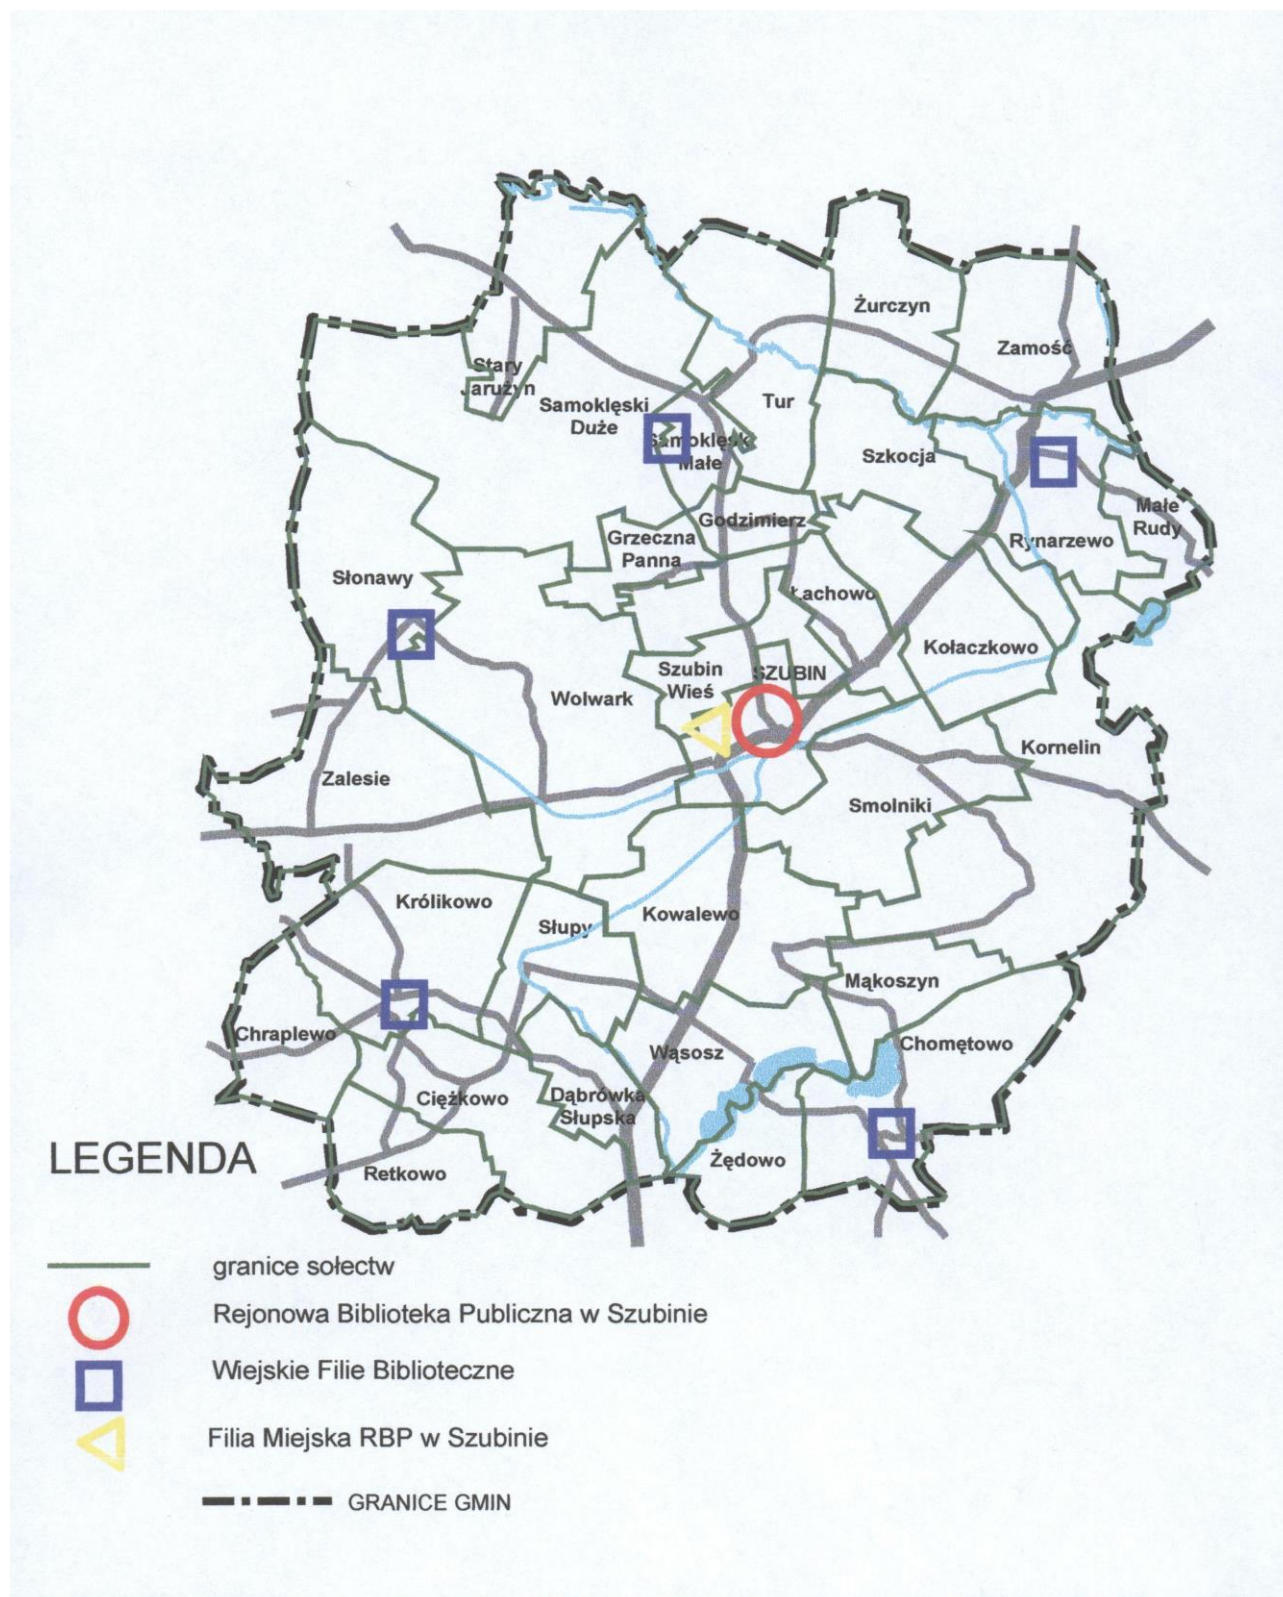 Żurczyn
Zamość
Stary
Jarużyn
Samoklęski
Duże
Tur
Samoklęski
Małe
Szkocja
Małe
Rudy
Godzimierz
Grzeczna
Panna
Rynarzewo
Słonawy
Łachowo
Kołaczkowo
Szubin
Wieś
SZUBIN
Wolwark
Kornelin
Zalesie
Smolniki
Królikowo
Słupy
Kowalewo
Mąkoszyn
Chraplewo
Wąsosz
Chomętowo
Ciężkowo
Dąbrówka
Słupska
Żędowo
Retkowo
LEGENDA
granice sołectw
Rejonowa Biblioteka Publiczna w Szubinie
Wiejskie Filie Biblioteczne
Filia Miejska RBP w Szubinie
GRANICE GMIN